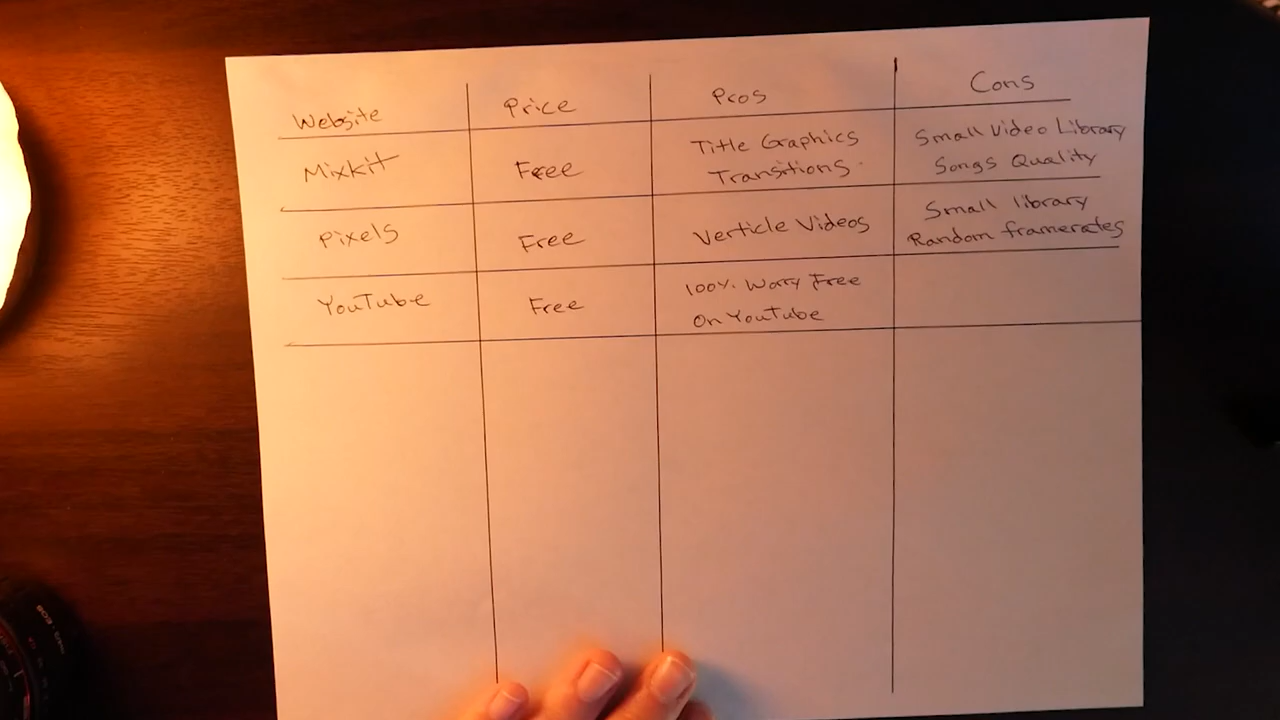 Website Price Pros Cons
Mixkit Free Title Graphics Small Video Library
Transitions Songs Quality
Pixels Free Verticle Videos Small library
Random framerates
YouTube Free 100% Worry Free
On YouTube